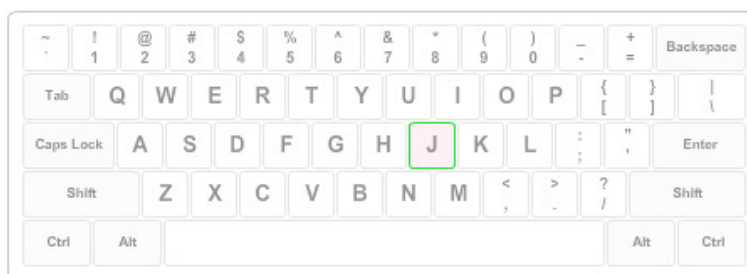 ~ ! @ # $ % ^ & * ( ) _ + Backspace
` 1 2 3 4 5 6 7 8 9 0 - =
Tab Q W E R T Y U I O P { } |
[ ] \
Caps Lock A S D F G H J K L : " Enter
; '
Shift Z X C V B N M < > ? Shift
, . /
Ctrl Alt Alt Ctrl